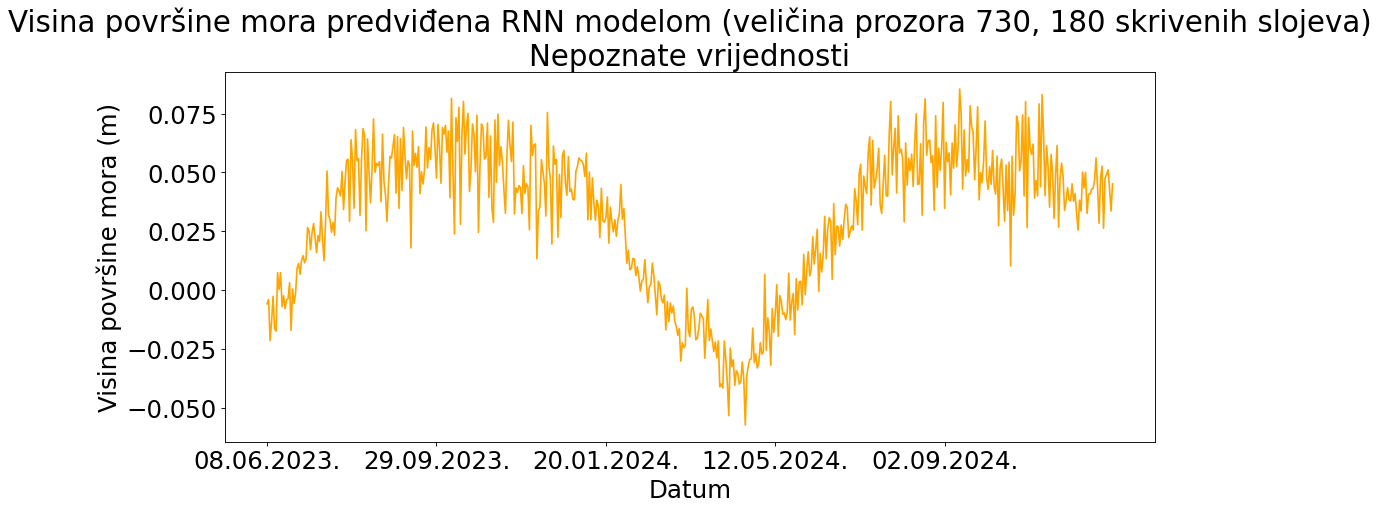 Visina površine mora predviđena RNN modelom (veličina prozora 730, 180 skrivenih slojeva)
Nepoznate vrijednosti
Visina površine mora (m)
0.075
0.050
0.025
0.000
−0.025
−0.050
08.06.2023. 29.09.2023. 20.01.2024. 12.05.2024. 02.09.2024.
Datum